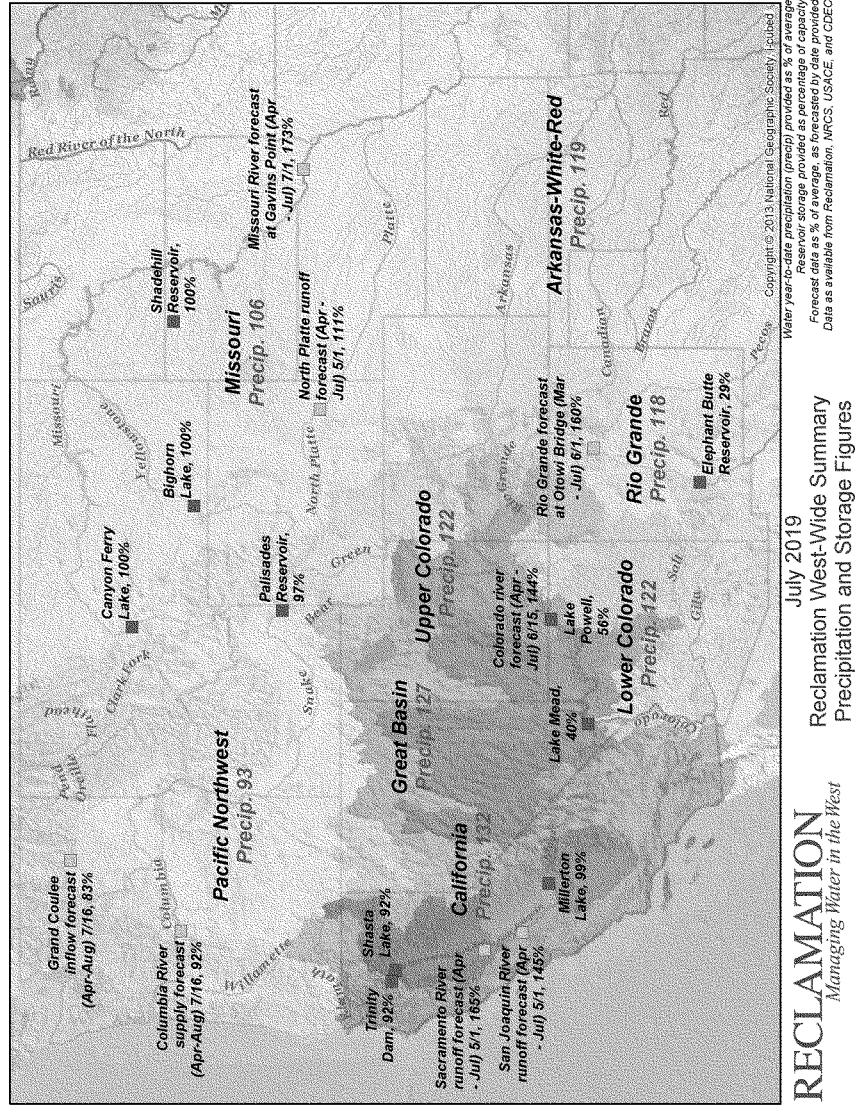 Grand Coulee
inflow forecast
(Apr-Aug) 7/16, 83%
Columbia River
supply forecast
(Apr-Aug) 7/16, 92%
Columbia
Pend
Oreille
Flathead
Clark Fork
Canyon Ferry
Lake, 100%
Missouri
Yellowstone
Bighorn
Lake, 100%
Souris
Shadehill
Reservoir,
100%
Red River of the North
Rainy
Willamette
Klamath
Pacific Northwest
Precip. 93
Snake
Palisades
Reservoir,
97%
Bear
Green
Missouri
Precip. 106
North Platte
North Platte runoff
forecast (Apr -
Jul) 5/1, 111%
Platte
Missouri River forecast
at Gavins Point (Apr
- Jul) 7/1, 173%
Trinity
Dam, 92%
Shasta
Lake, 92%
Sacramento River
runoff forecast (Apr
- Jul) 5/1, 165%
San Joaquin River
runoff forecast (Apr
- Jul) 5/1, 145%
California
Precip. 132
Millerton
Lake, 99%
Great Basin
Precip. 127
Upper Colorado
Precip. 122
Colorado river
forecast (Apr -
Jul) 6/15, 144%
Lake
Powell,
56%
Lake Mead,
40%
Lower Colorado
Precip. 122
Colorado
Salt
Gila
Rio Grande
Rio Grande forecast
at Otowi Bridge (Mar
- Jul) 6/1, 160%
Rio Grande
Precip. 118
Elephant Butte
Reservoir, 29%
Arkansas
Canadian
Brazos
Pecos
Red
Arkansas-White-Red
Precip. 119
Copyright © 2013 National Geographic Society, i-cubed
RECLAMATION
Managing Water in the West
July 2019
Reclamation West-Wide Summary
Precipitation and Storage Figures
Water year-to-date precipitation (precip) provided as % of average
Reservoir storage provided as percentage of capacity
Forecast data as % of average, as forecasted by date provided
Data as available from Reclamation, NRCS, USACE, and CDEC